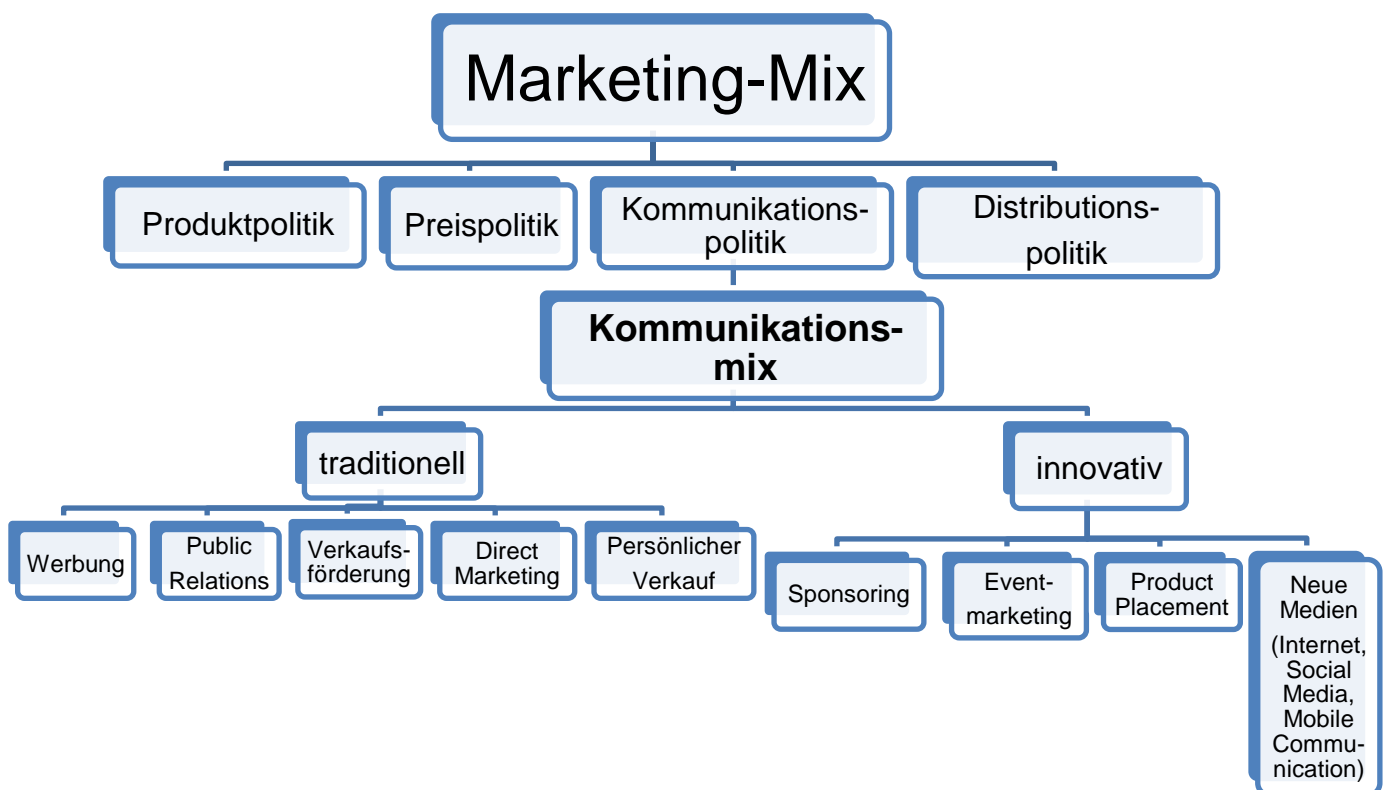 Marketing-Mix
Produktpolitik
Preispolitik
Kommunikations-
politik
Distributions-
politik
Kommunikations-
mix
traditionell
innovativ
Werbung
Public
Relations
Verkaufs-
förderung
Direct
Marketing
Persönlicher
Verkauf
Sponsoring
Event-
marketing
Product
Placement
Neue
Medien
(Internet,
Social
Media,
Mobile
Commu-
nication)